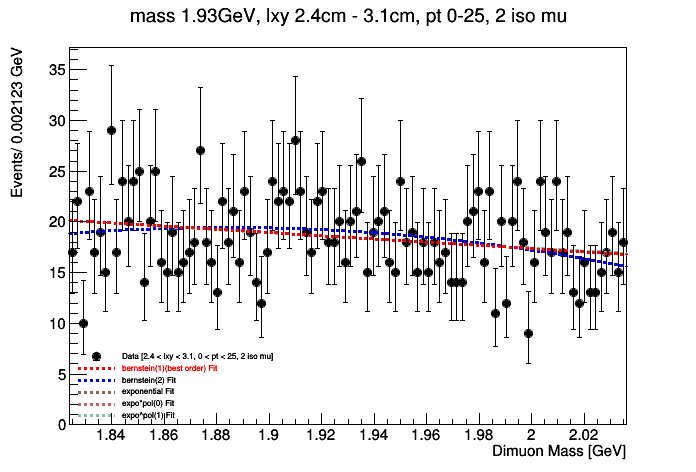 mass 1.93GeV, lxy 2.4cm - 3.1cm, pt 0-25, 2 iso mu
Events/ 0.002123 GeV
35
30
25
20
15
10
5
0
Data [2.4 < lxy < 3.1, 0 < pt < 25, 2 iso mu]
bernstein(1)(best order) Fit
bernstein(2) Fit
exponential Fit
expo*pol(0) Fit
expo*pol(1)Fit
1.84 1.86 1.88 1.9 1.92 1.94 1.96 1.98 2 2.02
Dimuon Mass [GeV]